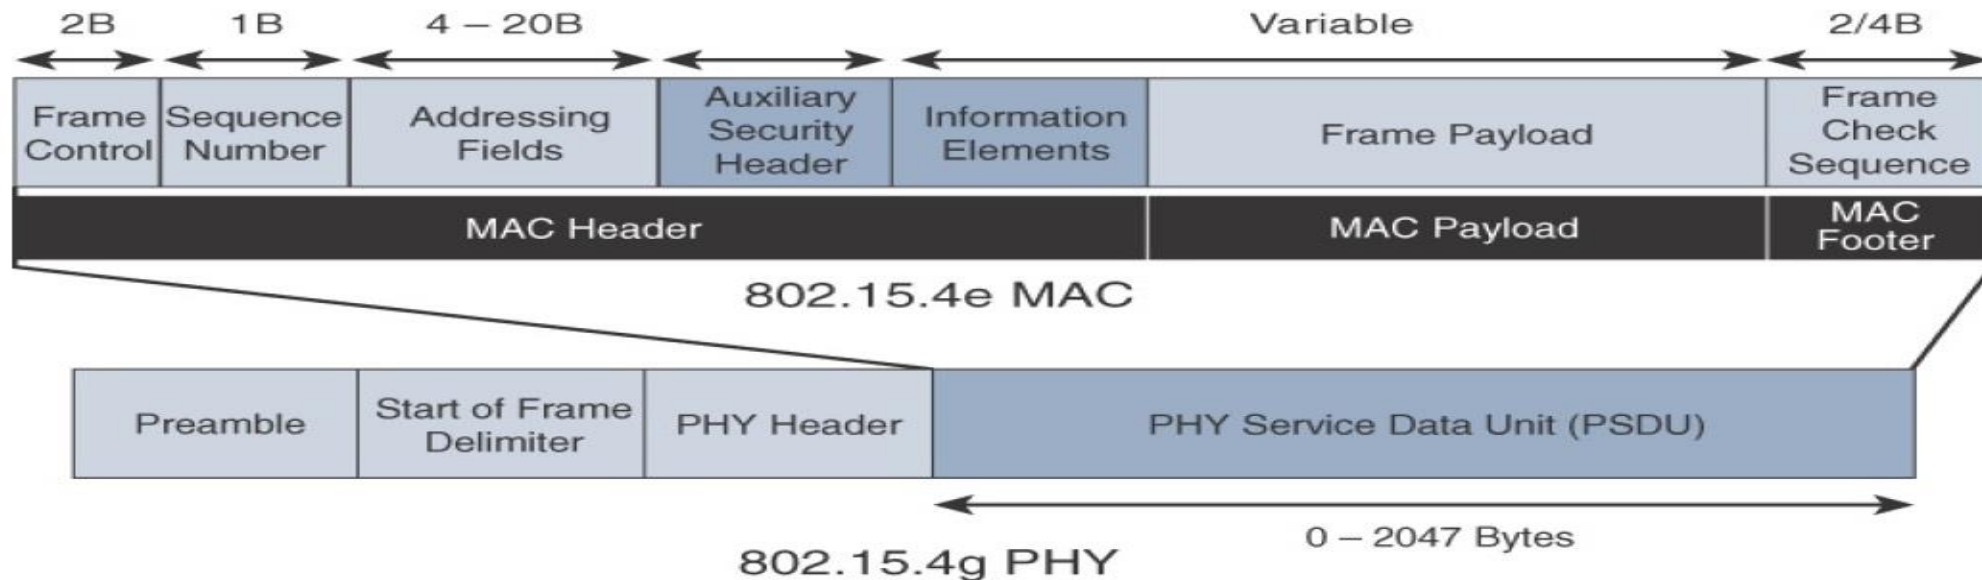 2B 1B 4 – 20B Variable 2/4B
Frame Control
Sequence Number
Addressing Fields
Auxiliary Security Header
Information Elements
Frame Payload
Frame Check Sequence
MAC Header
MAC Payload
MAC Footer
802.15.4e MAC
Preamble
Start of Frame Delimiter
PHY Header
PHY Service Data Unit (PSDU)
0 – 2047 Bytes
802.15.4g PHY